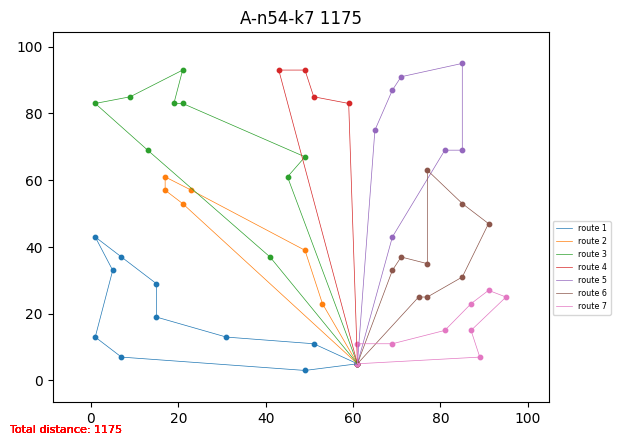 A-n54-k7 1175
100
80
60
40
20
0
0 20 40 60 80 100
route 1
route 2
route 3
route 4
route 5
route 6
route 7
Total distance: 1175